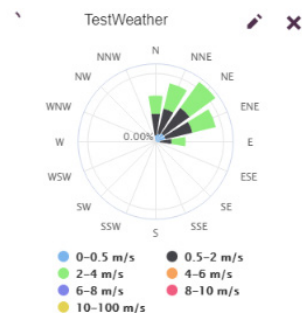 TestWeather
N
NNW NNE
NW NE
WNW ENE
0.00%
W E
WSW ESE
SW SE
SSW SSE
S
0-0.5 m/s 0.5-2 m/s
2-4 m/s 4-6 m/s
6-8 m/s 8-10 m/s
10-100 m/s